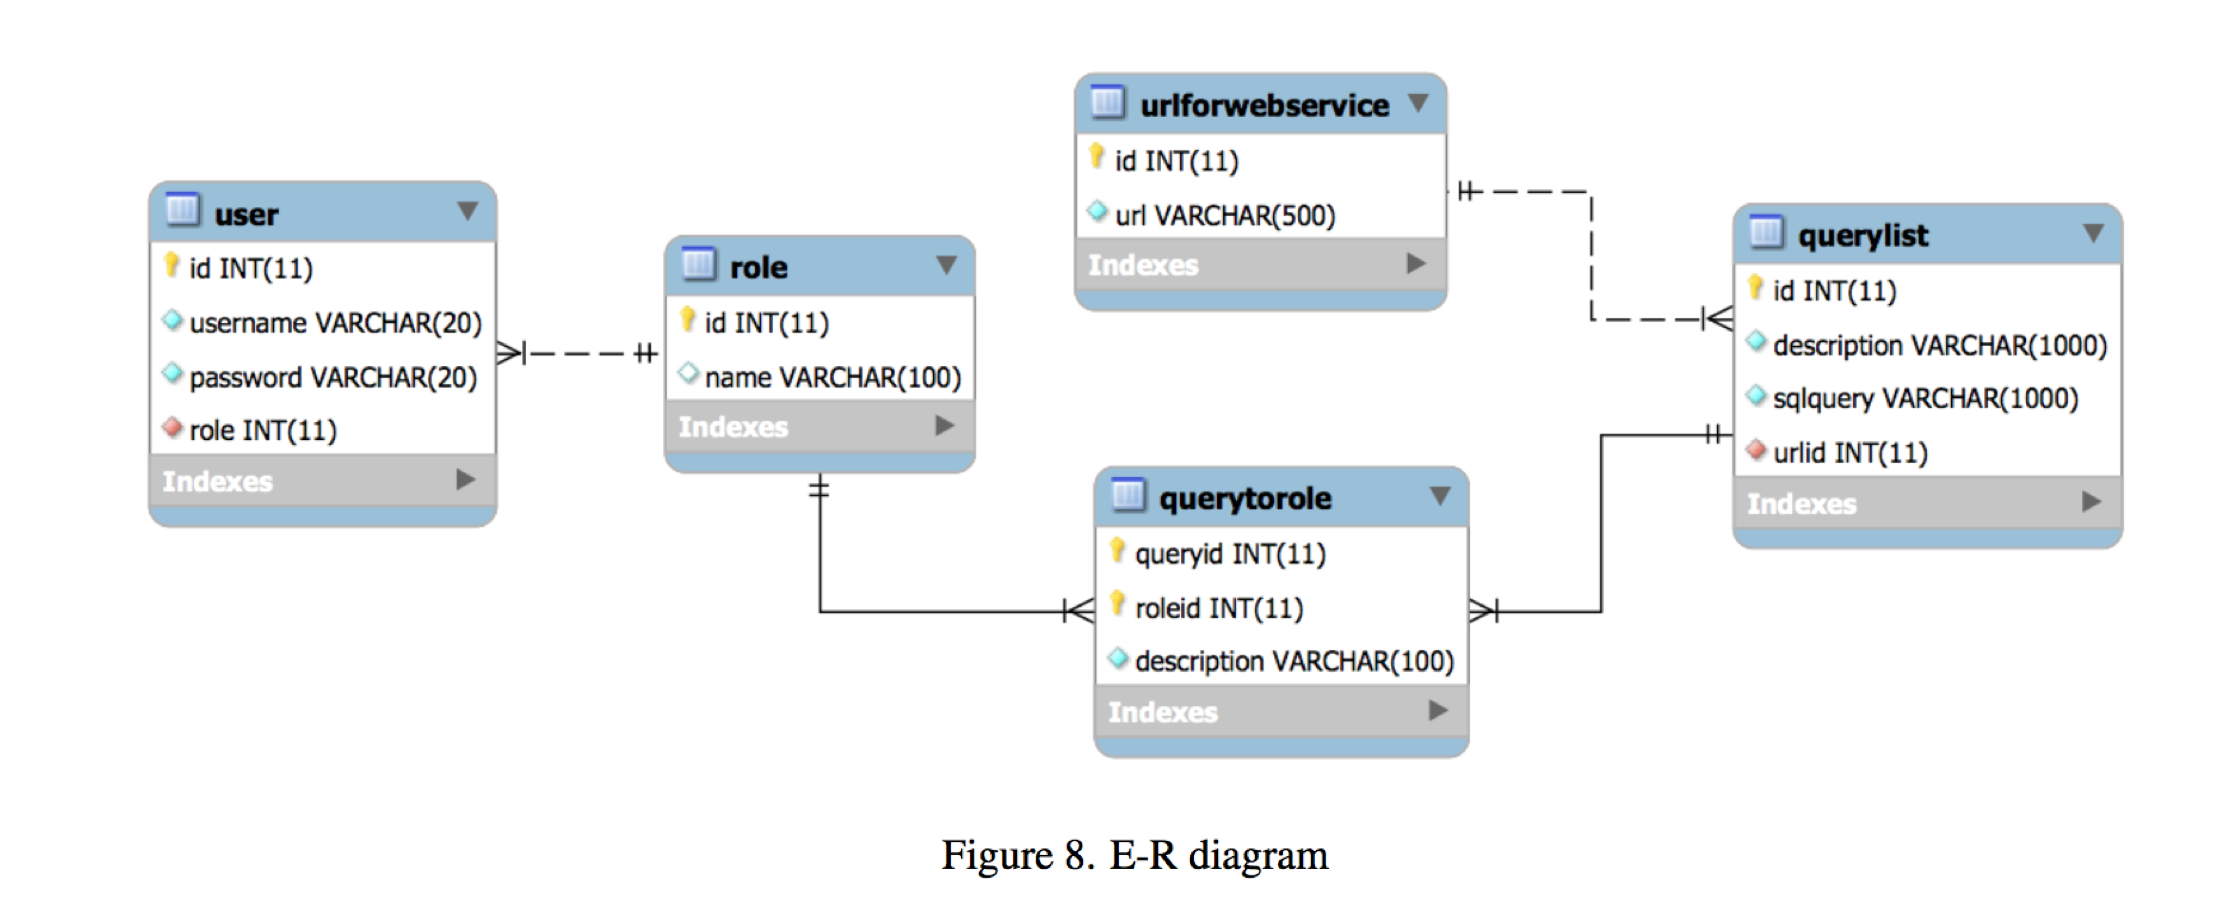 user
id INT(11)
username VARCHAR(20)
password VARCHAR(20)
role INT(11)
Indexes
role
id INT(11)
name VARCHAR(100)
Indexes
urlforwebservice
id INT(11)
url VARCHAR(500)
Indexes
querytorole
queryid INT(11)
roleid INT(11)
description VARCHAR(100)
Indexes
querylist
id INT(11)
description VARCHAR(1000)
sqlquery VARCHAR(1000)
urlid INT(11)
Indexes
Figure 8. E-R diagram